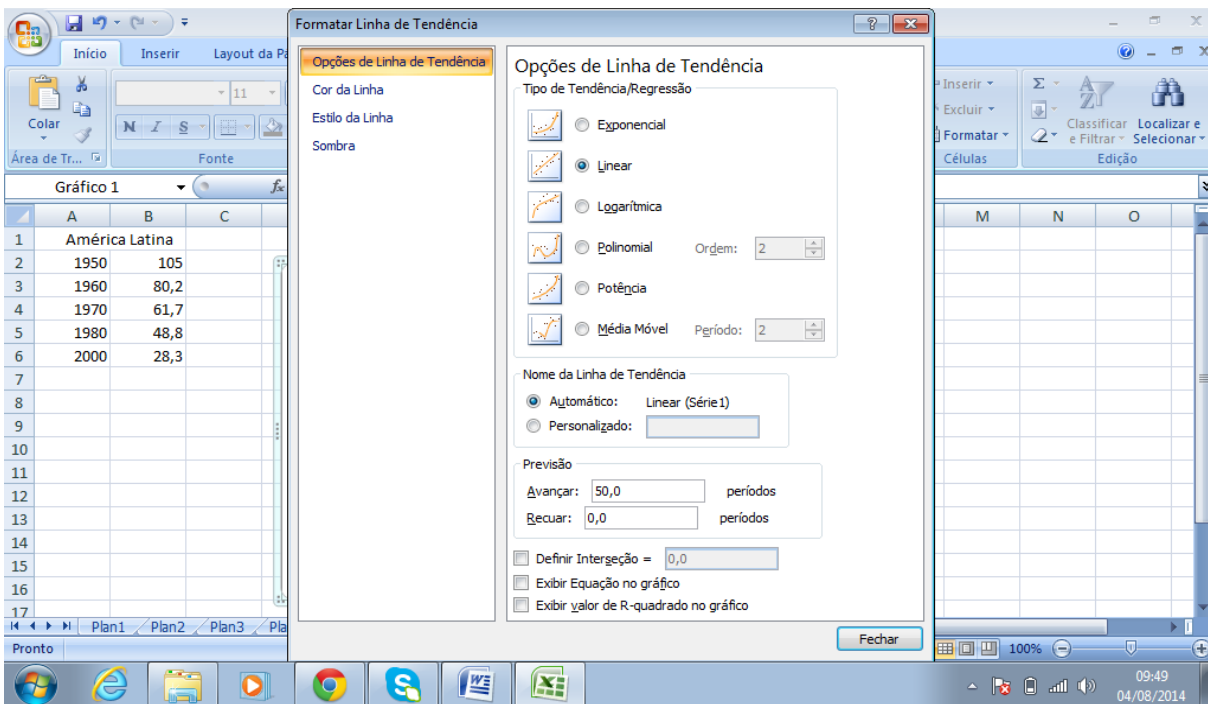 Formatar Linha de Tendência
Início Inserir Layout da Pá
Colar
11
N I S
Área de Tr... Fonte
Inserir
Excluir
Formatar
Células
Σ
Classificar e Filtrar
Localizar e Selecionar
Edição
Gráfico 1 fx
A B C M N O
1 América Latina
2 1950 105
3 1960 80,2
4 1970 61,7
5 1980 48,8
6 2000 28,3
7
8
9
10
11
12
13
14
15
16
17
Plan1 Plan2 Plan3 Pla
Pronto
Opções de Linha de Tendência
Cor da Linha
Estilo da Linha
Sombra
Opções de Linha de Tendência
Tipo de Tendência/Regressão
Exponencial
Linear
Logarítmica
Polinomial Ordem: 2
Potência
Média Móvel Período: 2
Nome da Linha de Tendência
Automático: Linear (Série1)
Personalizado:
Previsão
Avançar: 50,0 períodos
Recuar: 0,0 períodos
Definir Interseção = 0,0
Exibir Equação no gráfico
Exibir valor de R-quadrado no gráfico
Fechar
100%
09:49
04/08/2014